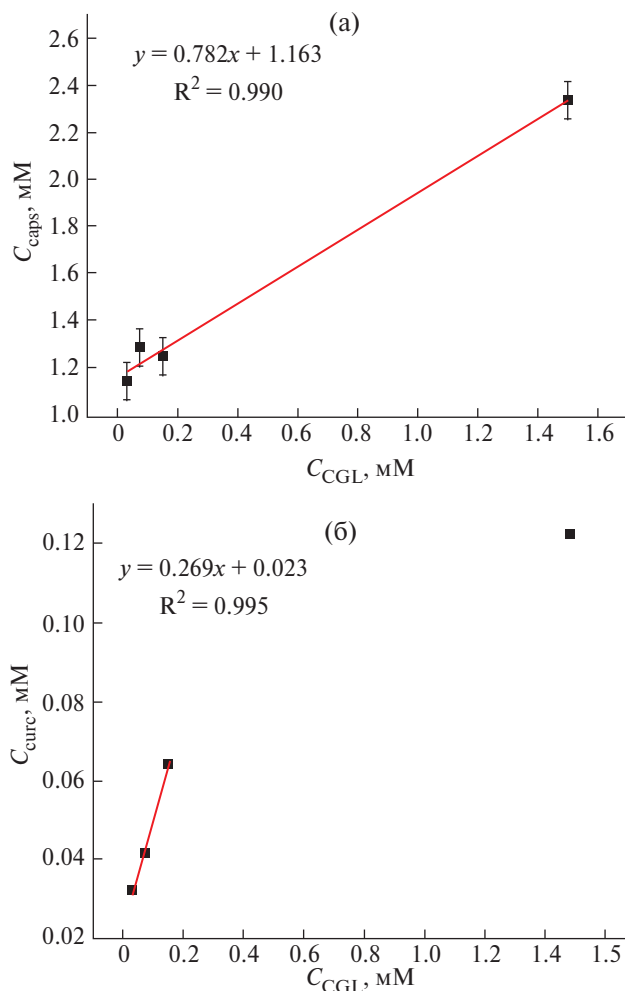 (а)
y = 0.782x + 1.163
R² = 0.990
2.6
2.4
2.2
2.0
1.8
1.6
1.4
1.2
1.0
C_caps, мМ
0 0.2 0.4 0.6 0.8 1.0 1.2 1.4 1.6
C_CGL, мМ
(б)
y = 0.269x + 0.023
R² = 0.995
0.12
0.10
0.08
0.06
0.04
0.02
C_curc, мМ
0 0.2 0.4 0.6 0.8 1.0 1.2 1.4 1.5
C_CGL, мМ